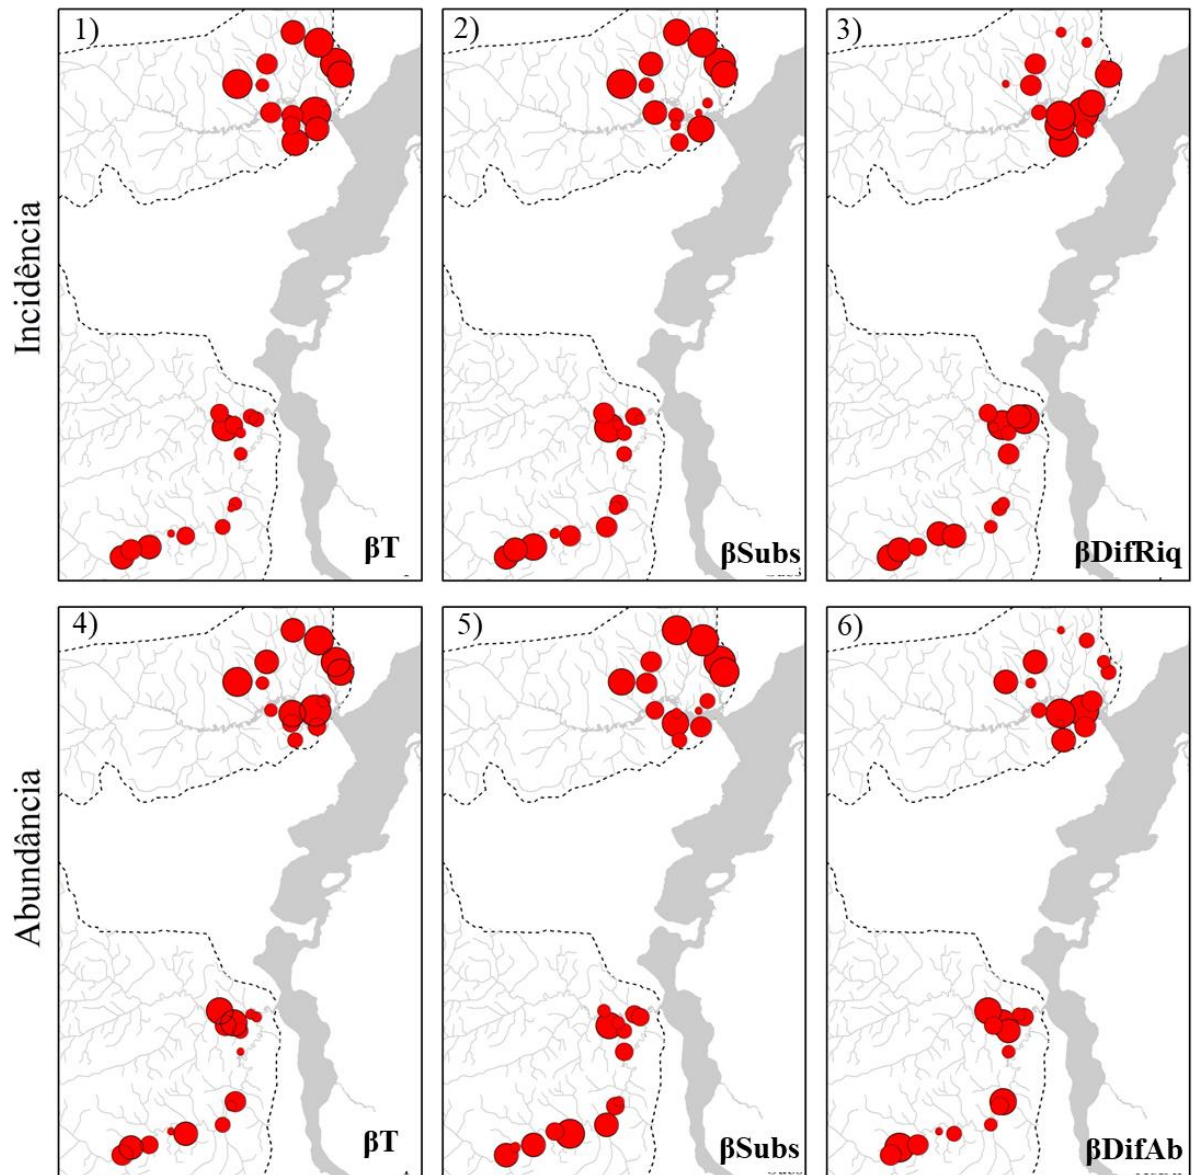 1)
2)
3)
Incidência
βT
βSubs
βDifRiq
4)
5)
6)
Abundância
βT
βSubs
βDifAb